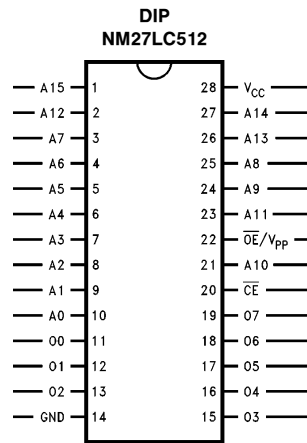 DIP
NM27LC512
A15 1 28 VCC
A12 2 27 A14
A7 3 26 A13
A6 4 25 A8
A5 5 24 A9
A4 6 23 A11
A3 7 22 O̅E̅/VPP
A2 8 21 A10
A1 9 20 C̅E̅
A0 10 19 O7
O0 11 18 O6
O1 12 17 O5
O2 13 16 O4
GND 14 15 O3